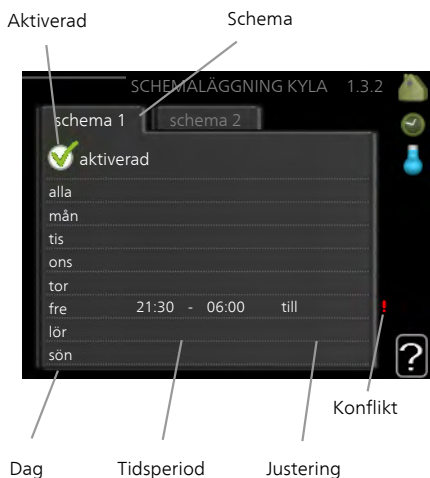 Aktiverad Schema
SCHEMALÄGGNING KYLA 1.3.2
schema 1 schema 2
aktiverad
alla
mån
tis
ons
tor
fre 21:30 - 06:00 till !
lör
sön
?
Konflikt
Dag Tidsperiod Justering